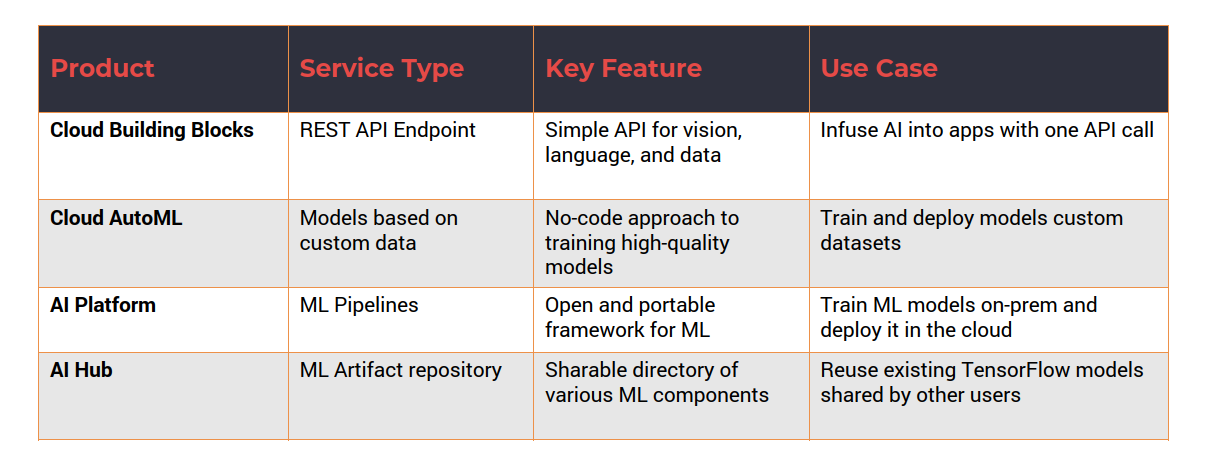 Product Service Type Key Feature Use Case
Cloud Building Blocks REST API Endpoint Simple API for vision, Infuse AI into apps with one API call
language, and data
Cloud AutoML Models based on No-code approach to Train and deploy models custom
custom data training high-quality datasets
models
AI Platform ML Pipelines Open and portable Train ML models on-prem and
framework for ML deploy it in the cloud
AI Hub ML Artifact repository Sharable directory of Reuse existing TensorFlow models
various ML components shared by other users